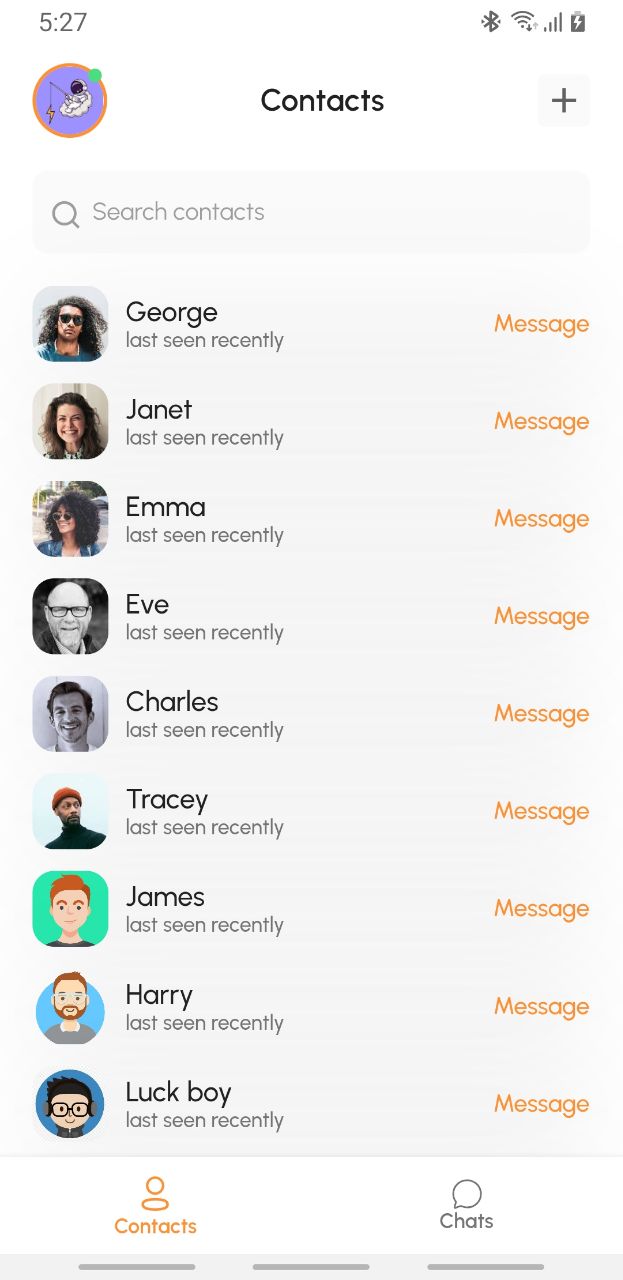 5:27
Contacts
Search contacts
George
last seen recently
Message
Janet
last seen recently
Message
Emma
last seen recently
Message
Eve
last seen recently
Message
Charles
last seen recently
Message
Tracey
last seen recently
Message
James
last seen recently
Message
Harry
last seen recently
Message
Luck boy
last seen recently
Message
Contacts
Chats